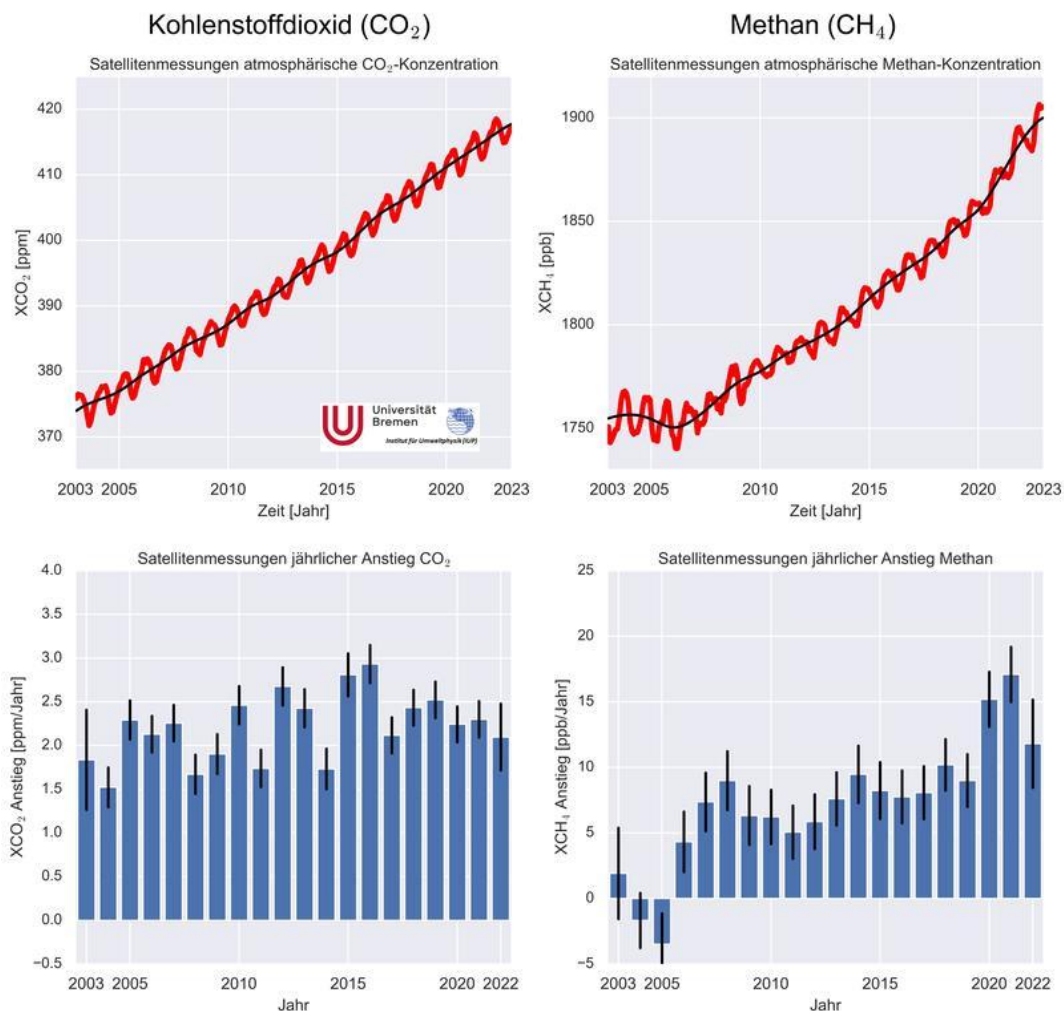 Kohlenstoffdioxid (CO₂)
Satellitenmessungen atmosphärische CO₂-Konzentration
XCO₂ [ppm]
420
410
400
390
380
370
Universität
Bremen
Institut für Umweltphysik (IUP)
2003 2005 2010 2015 2020 2023
Zeit [Jahr]
Methan (CH₄)
Satellitenmessungen atmosphärische Methan-Konzentration
XCH₄ [ppb]
1900
1850
1800
1750
2003 2005 2010 2015 2020 2023
Zeit [Jahr]
Satellitenmessungen jährlicher Anstieg CO₂
XCO₂ Anstieg [ppm/Jahr]
4.0
3.5
3.0
2.5
2.0
1.5
1.0
0.5
0.0
−0.5
2003 2005 2010 2015 2020 2022
Jahr
Satellitenmessungen jährlicher Anstieg Methan
XCH₄ Anstieg [ppb/Jahr]
25
20
15
10
5
0
−5
2003 2005 2010 2015 2020 2022
Jahr